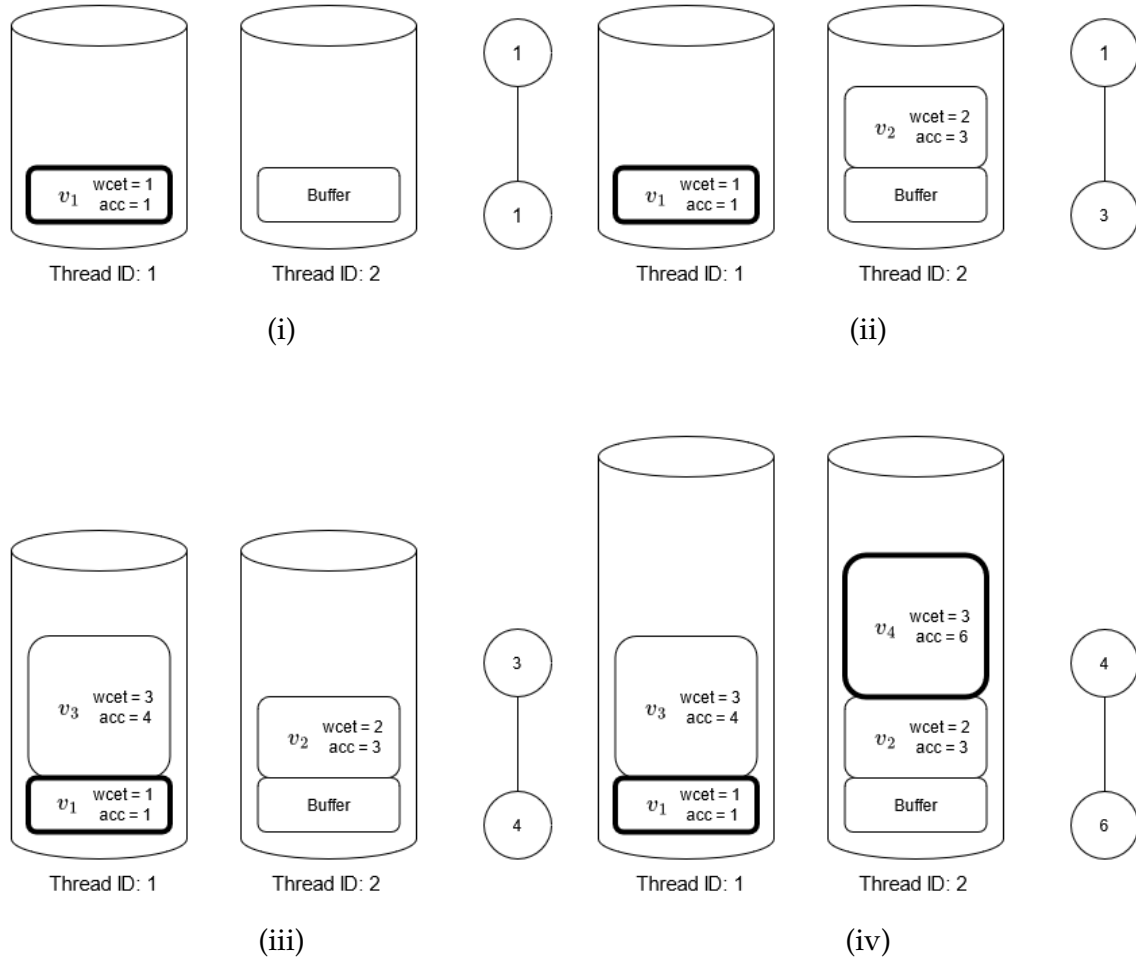 1
1
v1 wcet = 1
acc = 1
Buffer
Thread ID: 1
Thread ID: 2
(i)
1
3
v2 wcet = 2
acc = 3
v1 wcet = 1
acc = 1
Buffer
Thread ID: 1
Thread ID: 2
(ii)
3
4
v3 wcet = 3
acc = 4
v2 wcet = 2
acc = 3
v1 wcet = 1
acc = 1
Buffer
Thread ID: 1
Thread ID: 2
(iii)
4
6
v4 wcet = 3
acc = 6
v3 wcet = 3
acc = 4
v2 wcet = 2
acc = 3
v1 wcet = 1
acc = 1
Buffer
Thread ID: 1
Thread ID: 2
(iv)